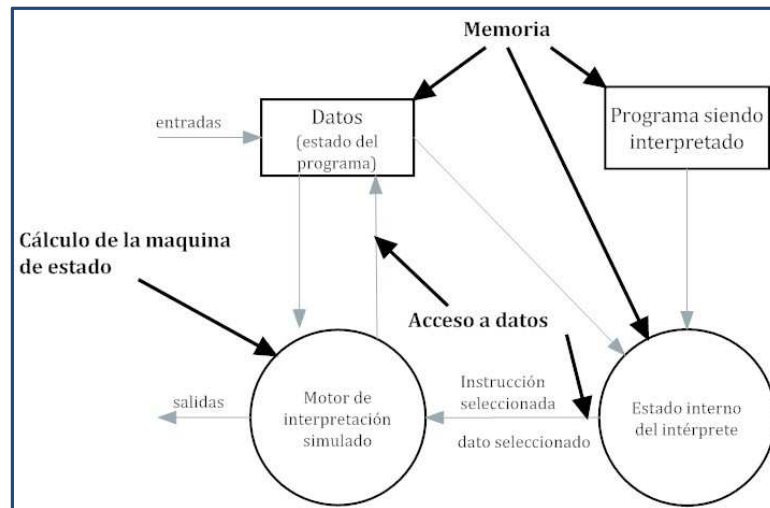 Memoria
entradas
Datos
(estado del
programa)
Programa siendo
interpretado
Cálculo de la maquina
de estado
Acceso a datos
salidas
Motor de
interpretación
simulado
Instrucción
seleccionada
dato seleccionado
Estado interno
del intérprete